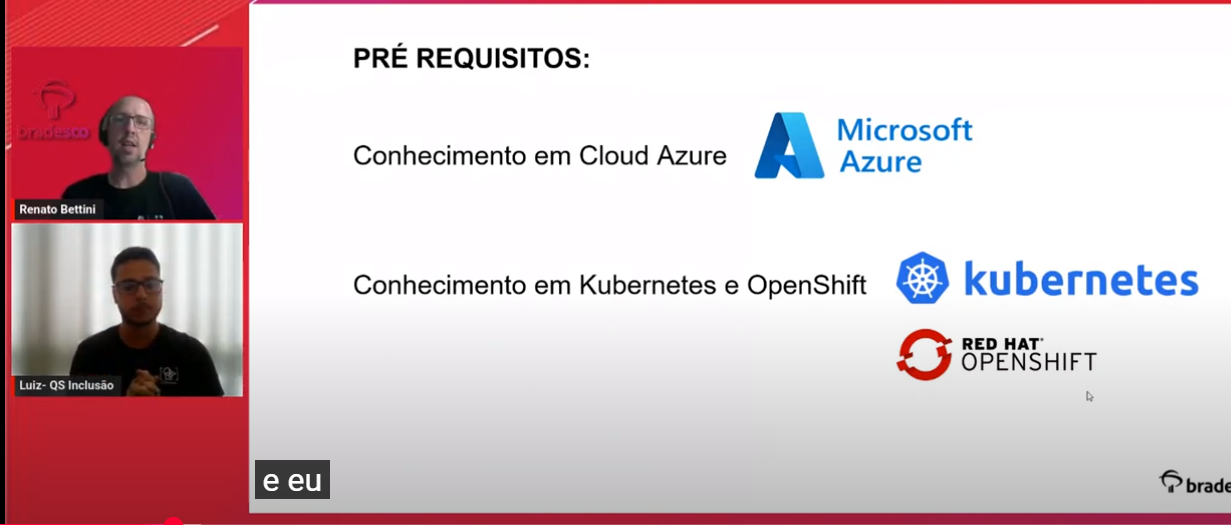 PRÉ REQUISITOS:
Conhecimento em Cloud Azure
Microsoft
Azure
Conhecimento em Kubernetes e OpenShift
kubernetes
RED HAT
OPENSHIFT
bradesco
Renato Bettini
Luiz- QS Inclusão
e eu
brade